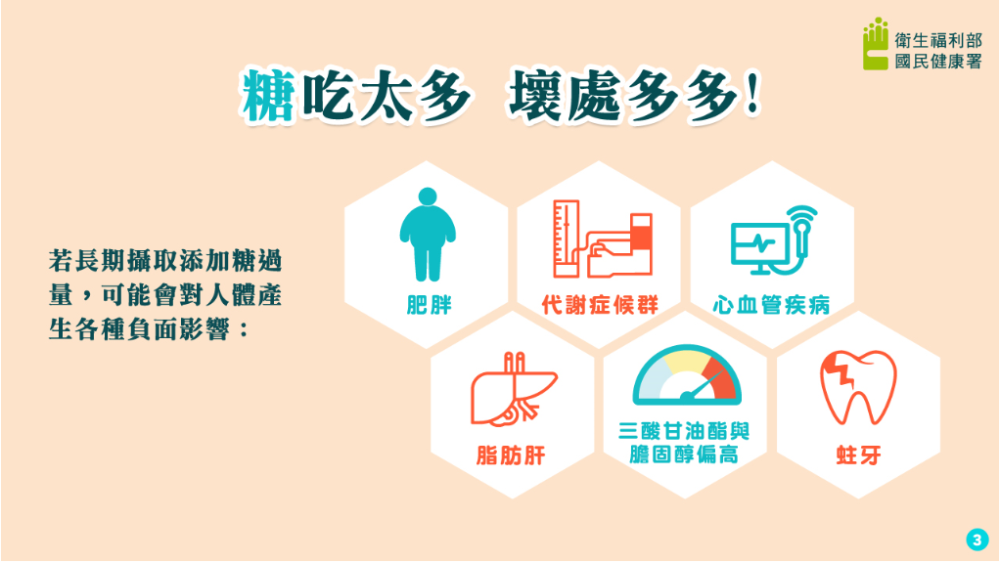 衛生福利部
國民健康署
糖吃太多 壞處多多!
若長期攝取添加糖過
量，可能會對人體產
生各種負面影響：
肥胖
代謝症候群
心血管疾病
脂肪肝
三酸甘油酯與
膽固醇偏高
蛀牙
3